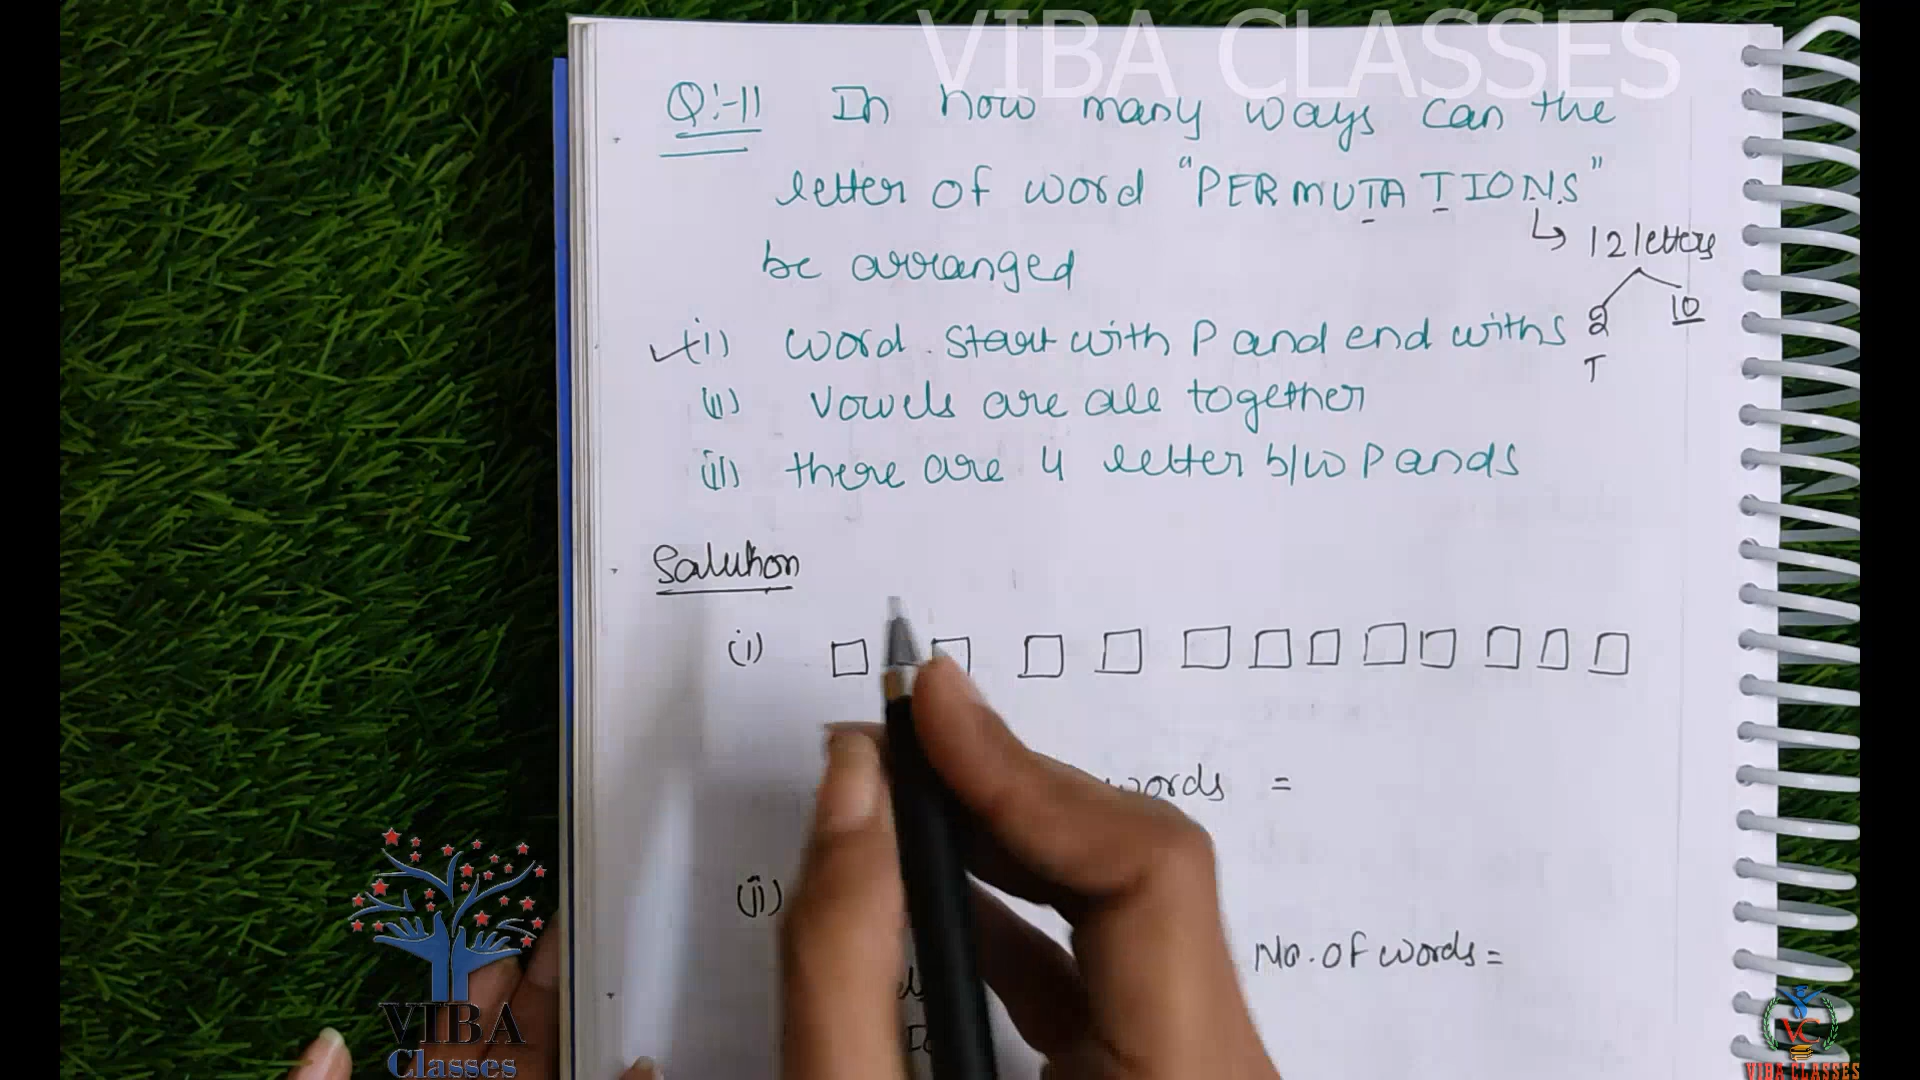 VIBA CLASSES
Q:-11 In how many ways can the
letter of word "PERMUTATIONS"
↳ 12 letters
be arranged
2 10
T
(i) word start with P and end with S
(ii) Vowels are all together
(iii) there are 4 letter b/w P and S
Solution
(i)
words =
(ii)
No. of words =
VIBA
Classes
VC
VIBA CLASSES